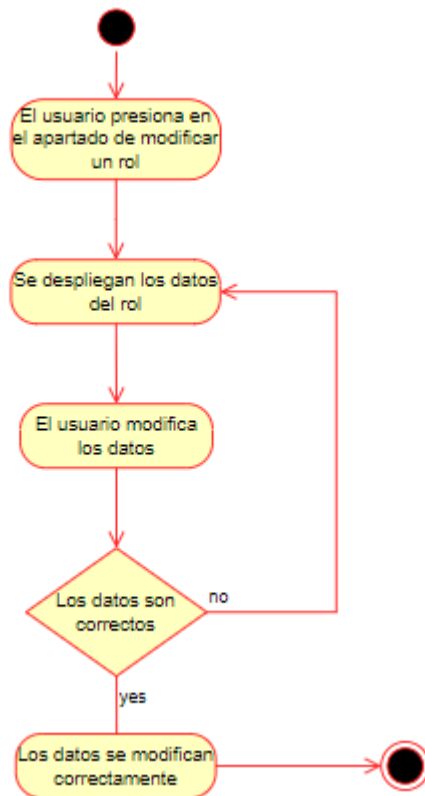 El usuario presiona en
el apartado de modificar
un rol
Se despliegan los datos
del rol
El usuario modifica
los datos
Los datos son
correctos
no
yes
Los datos se modifican
correctamente